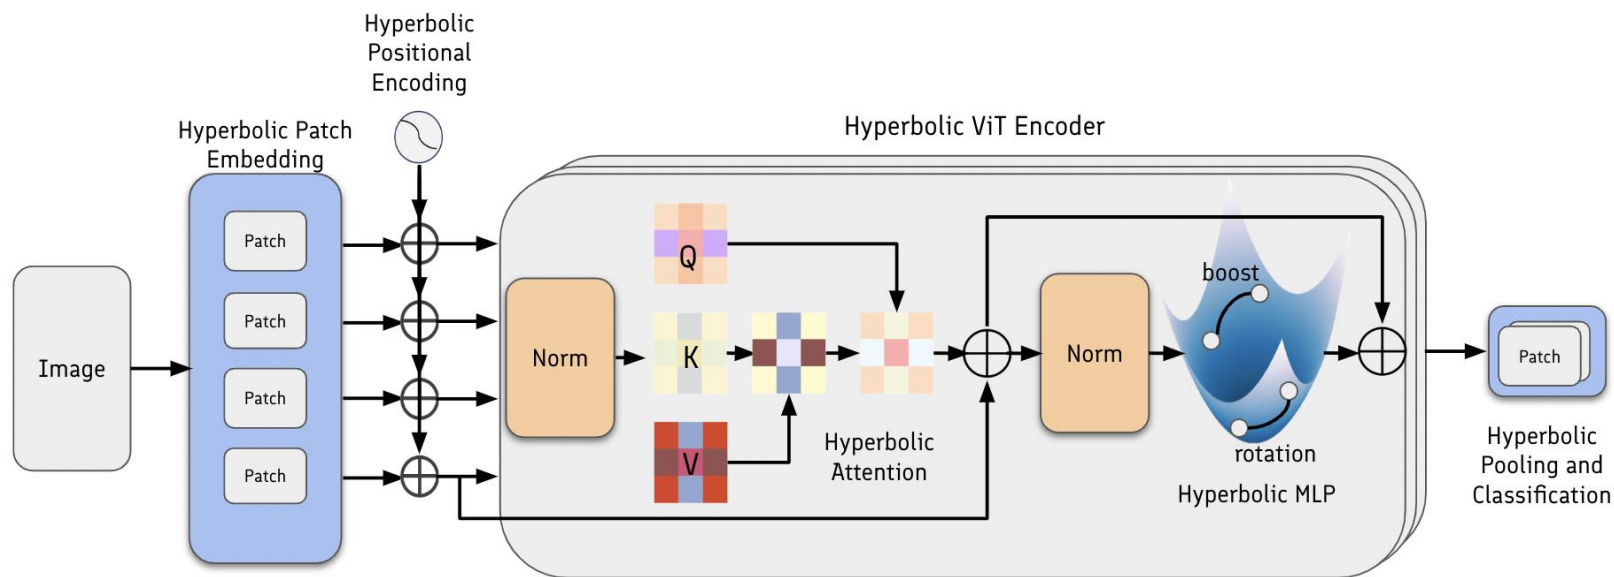 Hyperbolic
Positional
Encoding
Hyperbolic Patch
Embedding
Hyperbolic ViT Encoder
Image
Patch
Patch
Patch
Patch
Norm
Q
K
V
Hyperbolic
Attention
Norm
boost
rotation
Hyperbolic MLP
Patch
Hyperbolic
Pooling and
Classification